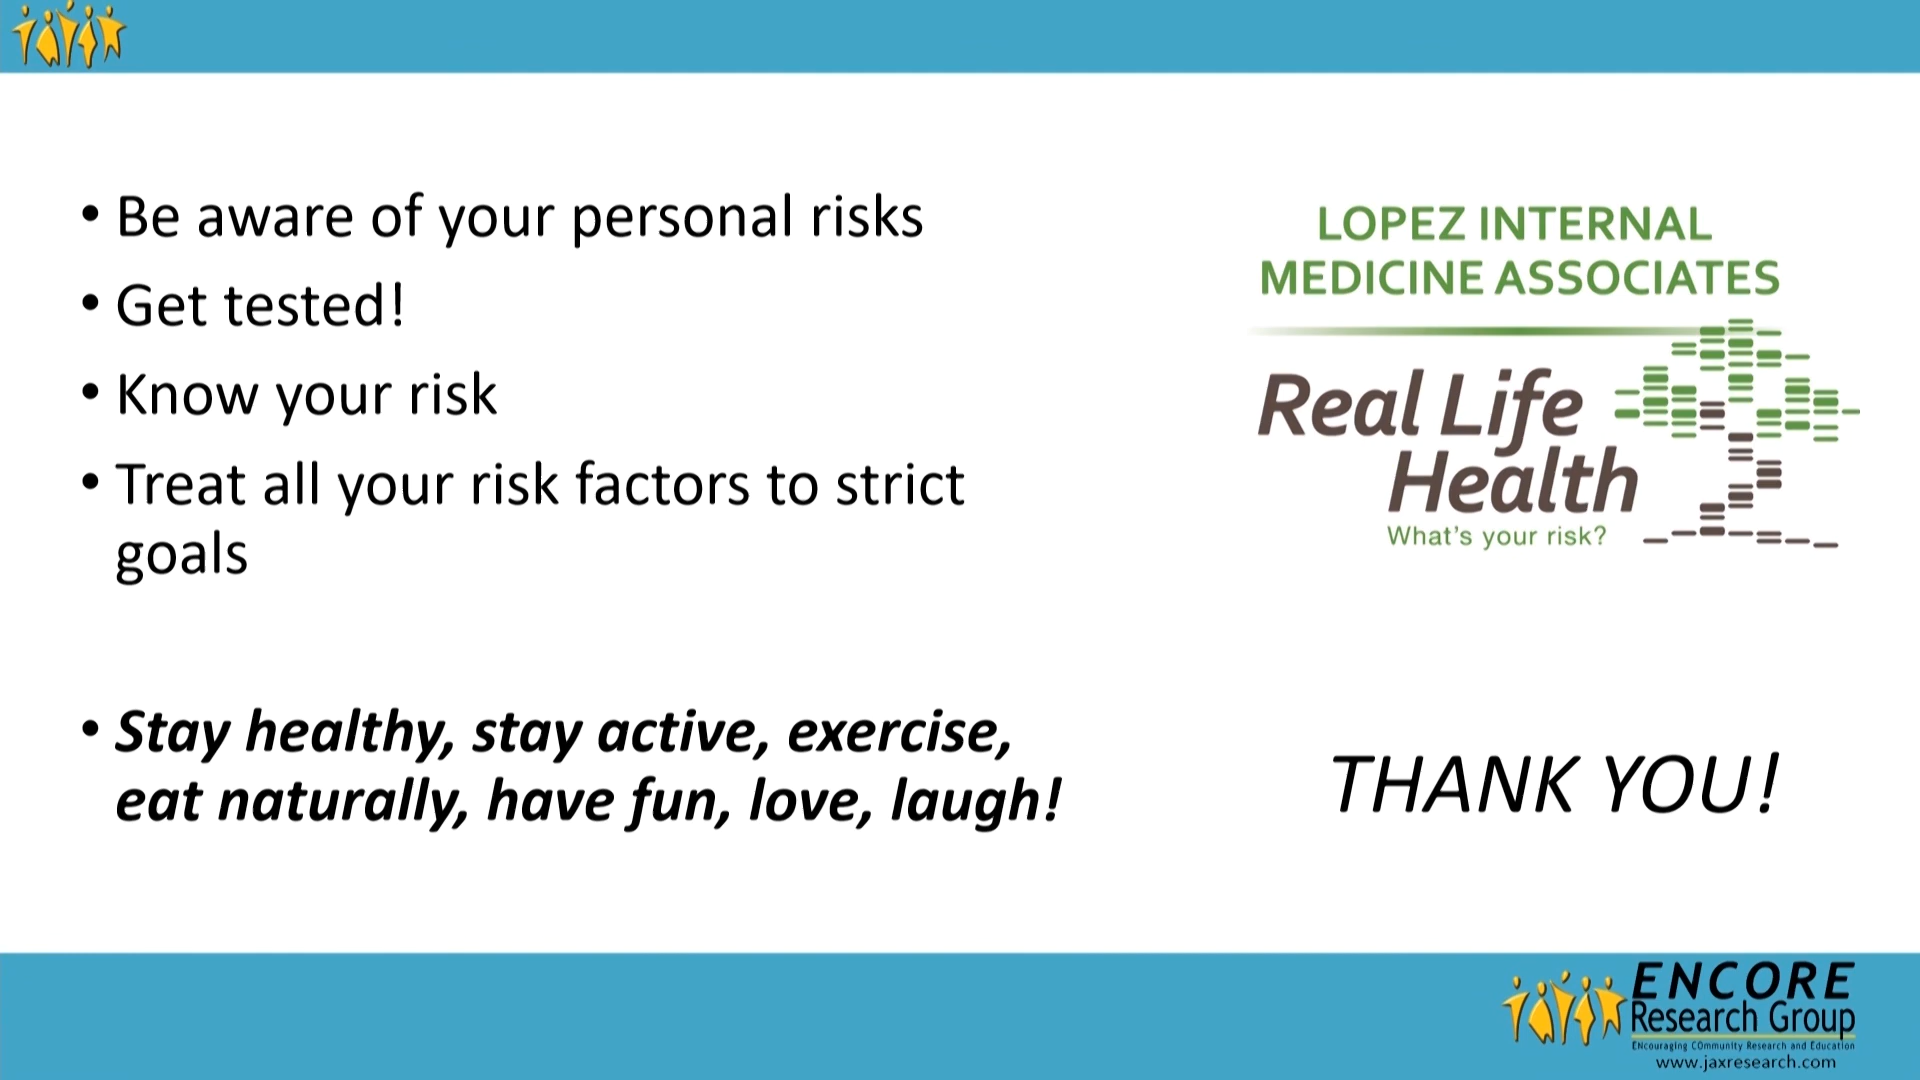 • Be aware of your personal risks
• Get tested!
• Know your risk
• Treat all your risk factors to strict
goals
• Stay healthy, stay active, exercise,
eat naturally, have fun, love, laugh!
LOPEZ INTERNAL
MEDICINE ASSOCIATES
Real Life
Health
What's your risk?
THANK YOU!
ENCORE
Research Group
ENcouraging COmmunity Research and Education
www.jaxresearch.com